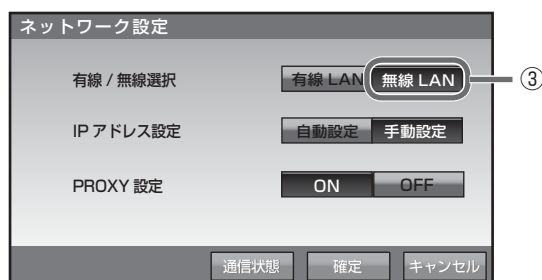 ネットワーク設定
有線 / 無線選択 有線 LAN 無線 LAN ③
IP アドレス設定 自動設定 手動設定
PROXY 設定 ON OFF
通信状態 確定 キャンセル